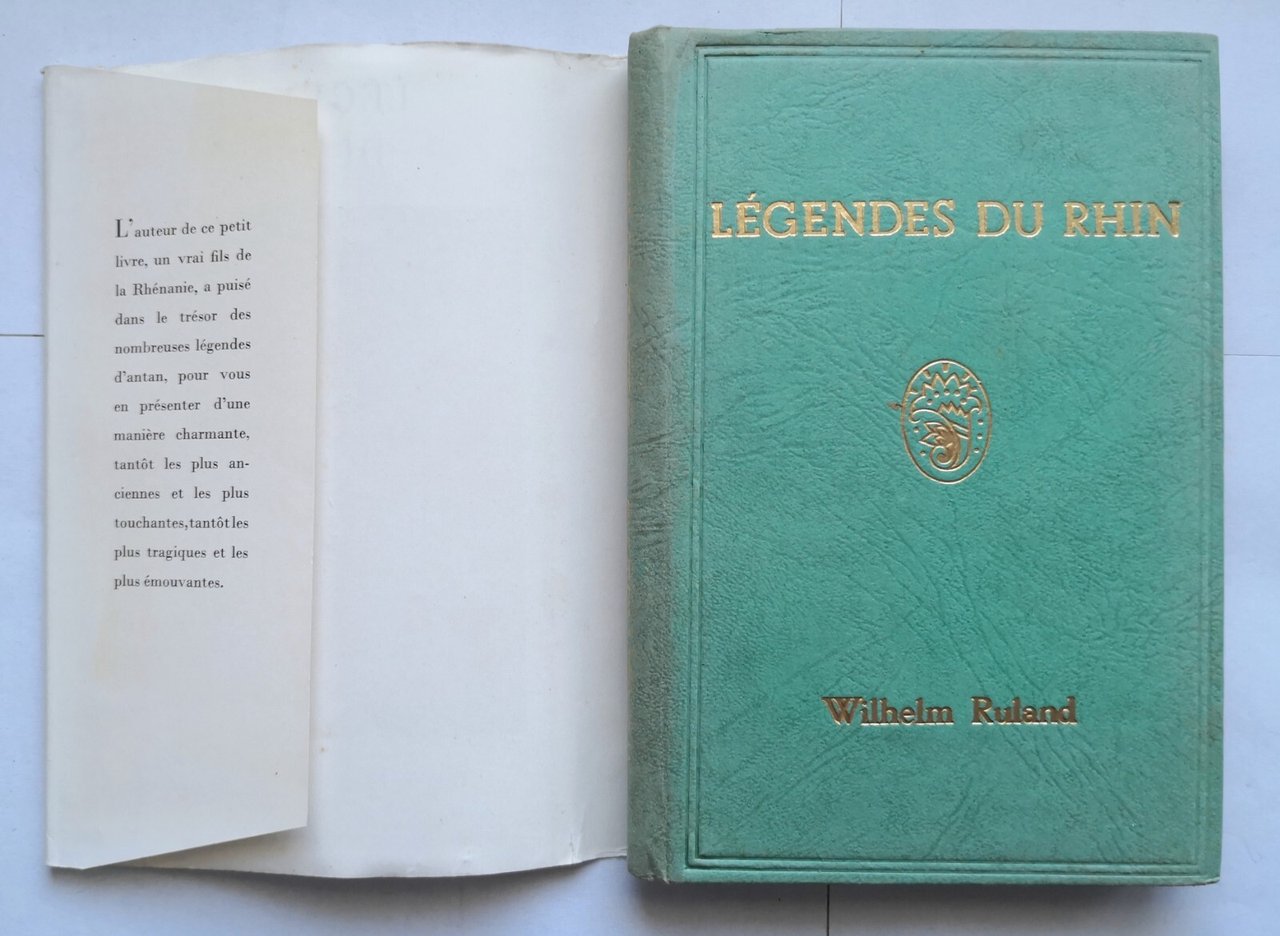 L'auteur de ce petit
livre, un vrai fils de
la Rhénanie, a puisé
dans le trésor des
nombreuses légendes
d'antan, pour vous
en présenter d'une
manière charmante,
tantôt les plus an-
ciennes et les plus
touchantes,tantôt les
plus tragiques et les
plus émouvantes.
LÉGENDES DU RHIN
Wilhelm Ruland